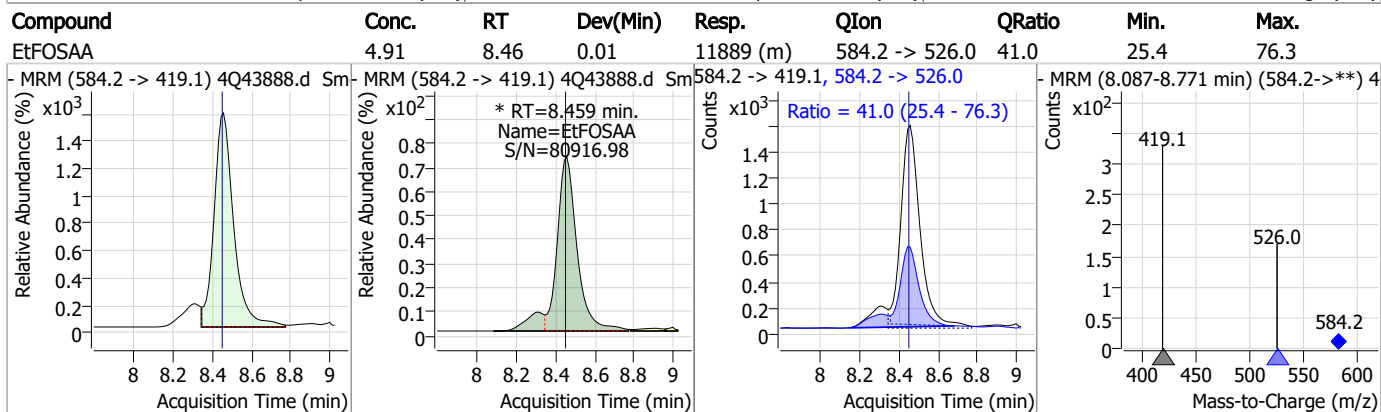 Compound Conc. RT Dev(Min) Resp. QIon QRatio Min. Max.
EtFOSAA 4.91 8.46 0.01 11889 (m) 584.2 -> 526.0 41.0 25.4 76.3
- MRM (584.2 -> 419.1) 4Q43888.d Sm
Relative Abundance (%)
x10³
1.4
1.2
1
0.8
0.6
0.4
0.2
0
8 8.2 8.4 8.6 8.8 9
Acquisition Time (min)
- MRM (584.2 -> 419.1) 4Q43888.d Sm
Relative Abundance (%)
x10²
* RT=8.459 min.
Name=EtFOSAA
S/N=80916.98
0.8
0.7
0.6
0.5
0.4
0.3
0.2
0.1
0
8 8.2 8.4 8.6 8.8 9
Acquisition Time (min)
584.2 -> 419.1, 584.2 -> 526.0
Counts
x10³
Ratio = 41.0 (25.4 - 76.3)
1.4
1.2
1
0.8
0.6
0.4
0.2
0
8 8.2 8.4 8.6 8.8 9
Acquisition Time (min)
- MRM (8.087-8.771 min) (584.2->**) 4
Counts
x10²
419.1
3
2.5
526.0
2
1.5
1
584.2
0.5
0
400 450 500 550 600
Mass-to-Charge (m/z)